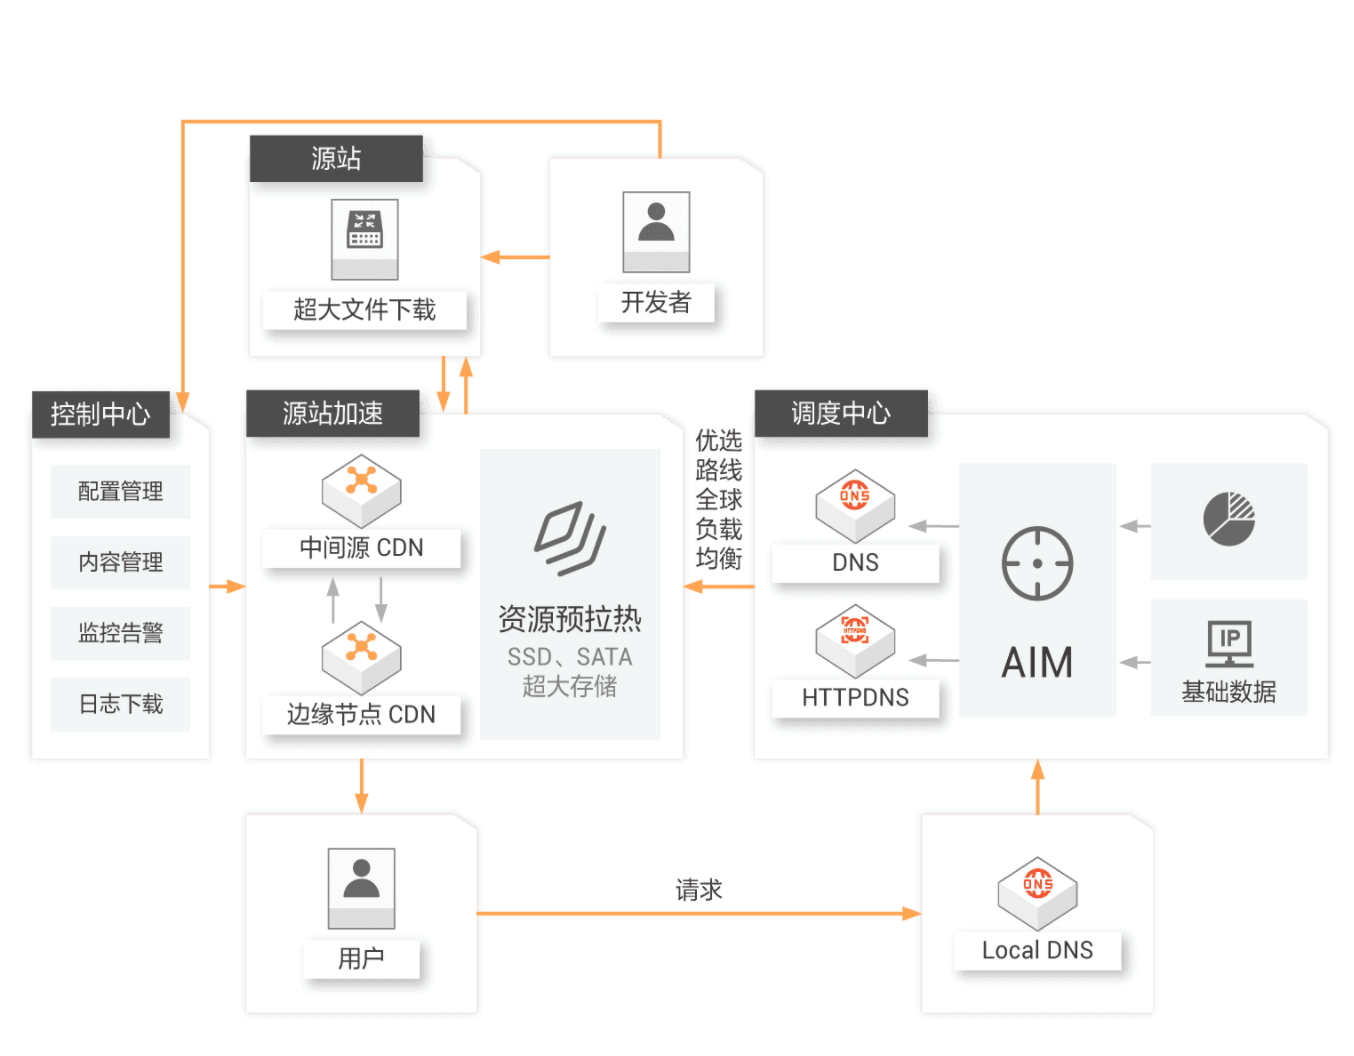 源站
超大文件下载
开发者
控制中心
配置管理
内容管理
监控告警
日志下载
源站加速
中间源 CDN
边缘节点 CDN
资源预拉热
SSD、SATA
超大存储
优选
路线
全球
负载
均衡
调度中心
DNS
DNS
HTTPDNS
HTTPDNS
AIM
IP
基础数据
用户
请求
DNS
Local DNS